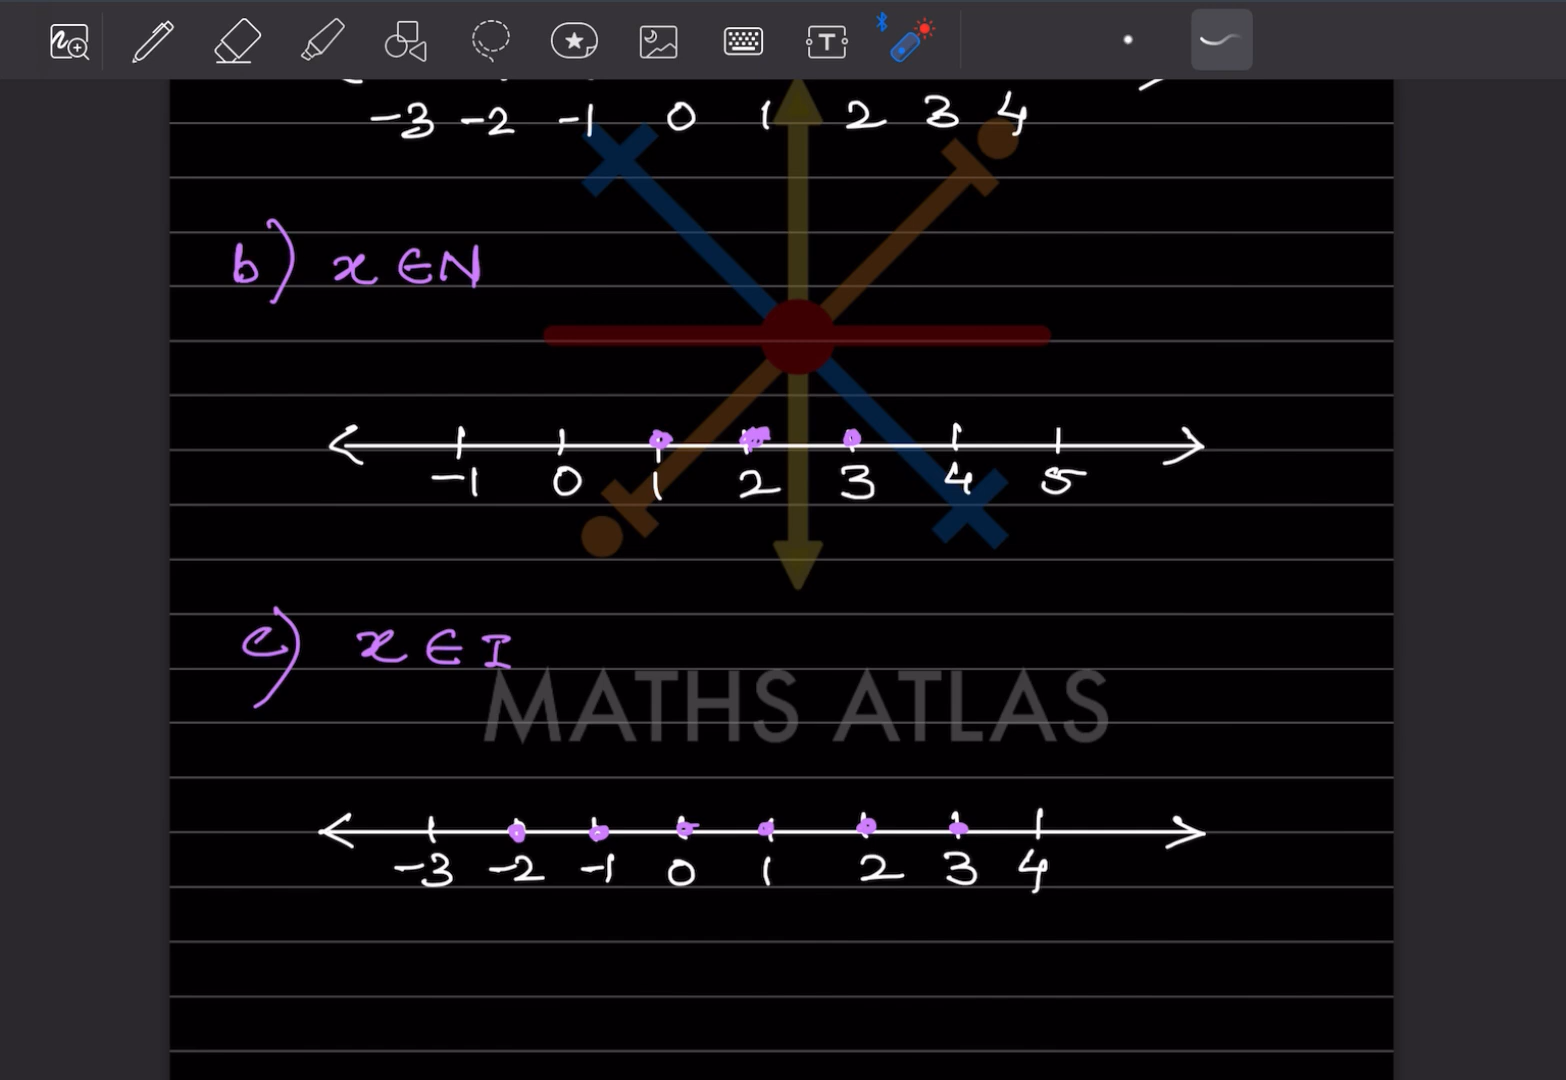 -3 -2 -1 0 1 2 3 4
b) x ∈ N
-1 0 1 2 3 4 5
c) x ∈ I
MATHS ATLAS
-3 -2 -1 0 1 2 3 4